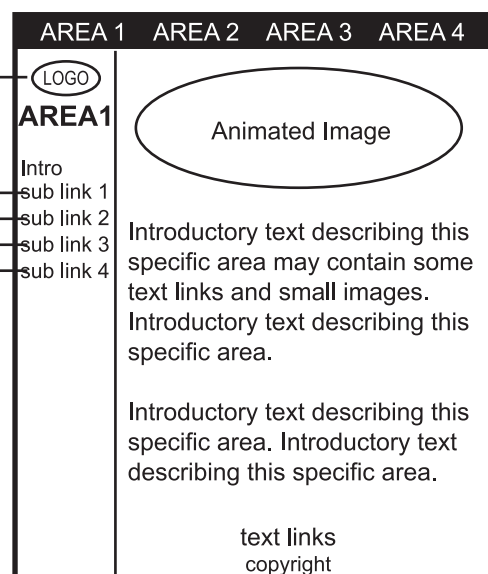 AREA 1 AREA 2 AREA 3 AREA 4
LOGO
AREA1
Intro
sub link 1
sub link 2
sub link 3
sub link 4
Animated Image
Introductory text describing this
specific area may contain some
text links and small images.
Introductory text describing this
specific area.
Introductory text describing this
specific area. Introductory text
describing this specific area.
text links
copyright